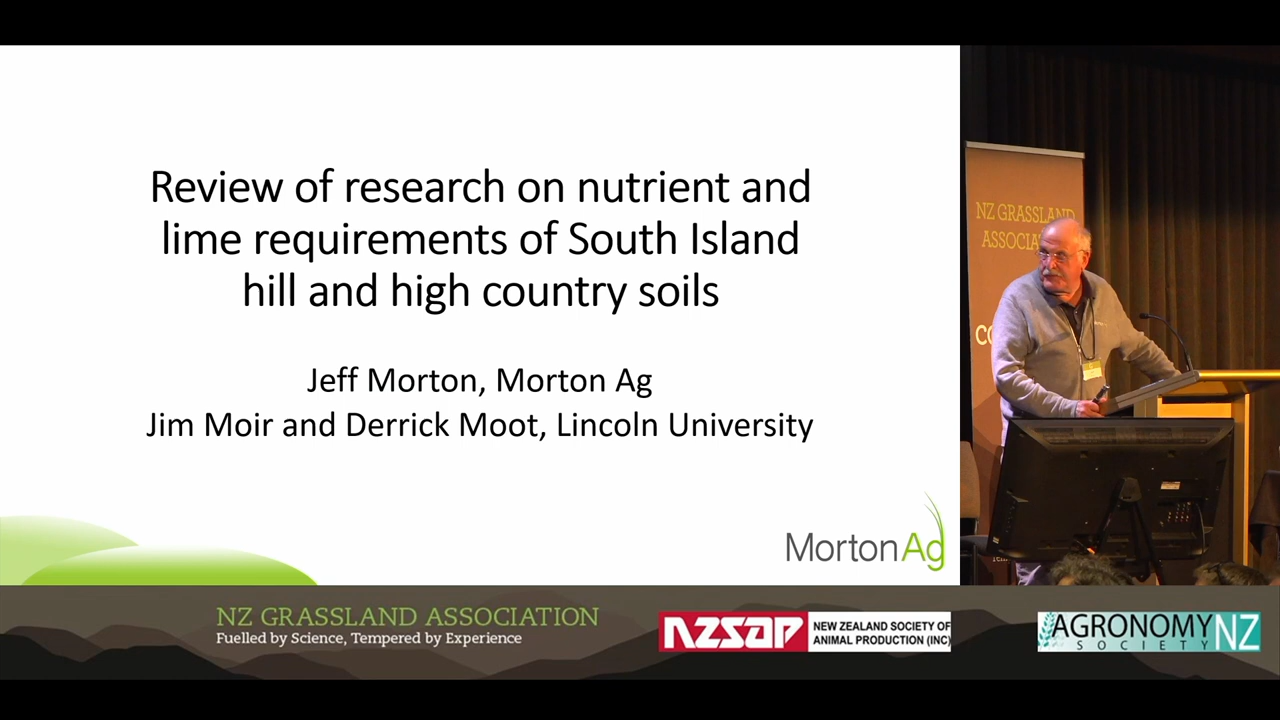 Review of research on nutrient and
lime requirements of South Island
hill and high country soils
Jeff Morton, Morton Ag
Jim Moir and Derrick Moot, Lincoln University
MortonAg
NZ GRASSLAND
NZ GRASSLAND ASSOCIATION
Fuelled by Science, Tempered by Experience
NZSAP
NEW ZEALAND SOCIETY OF
ANIMAL PRODUCTION (INC)
AGRONOMY NZ
SOCIETY